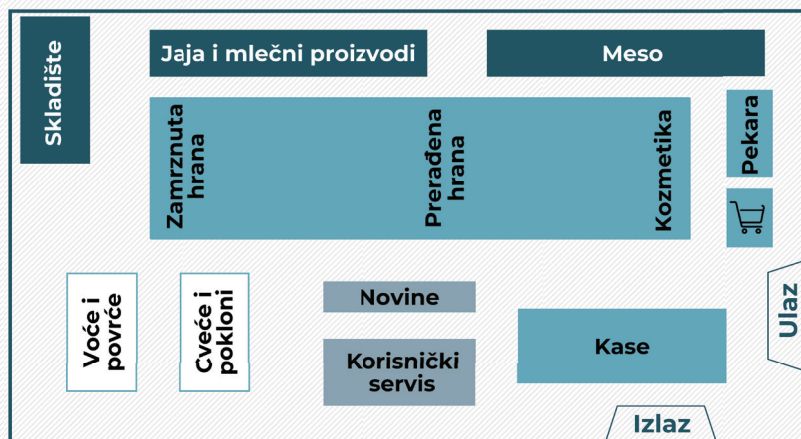 Skladište
Jaja i mlečni proizvodi
Meso
Zamrznuta
hrana
Prerađena
hrana
Kozmetika
Pekara
Voće i
povrće
Cveće i
pokloni
Novine
Korisnički
servis
Kase
Ulaz
Izlaz